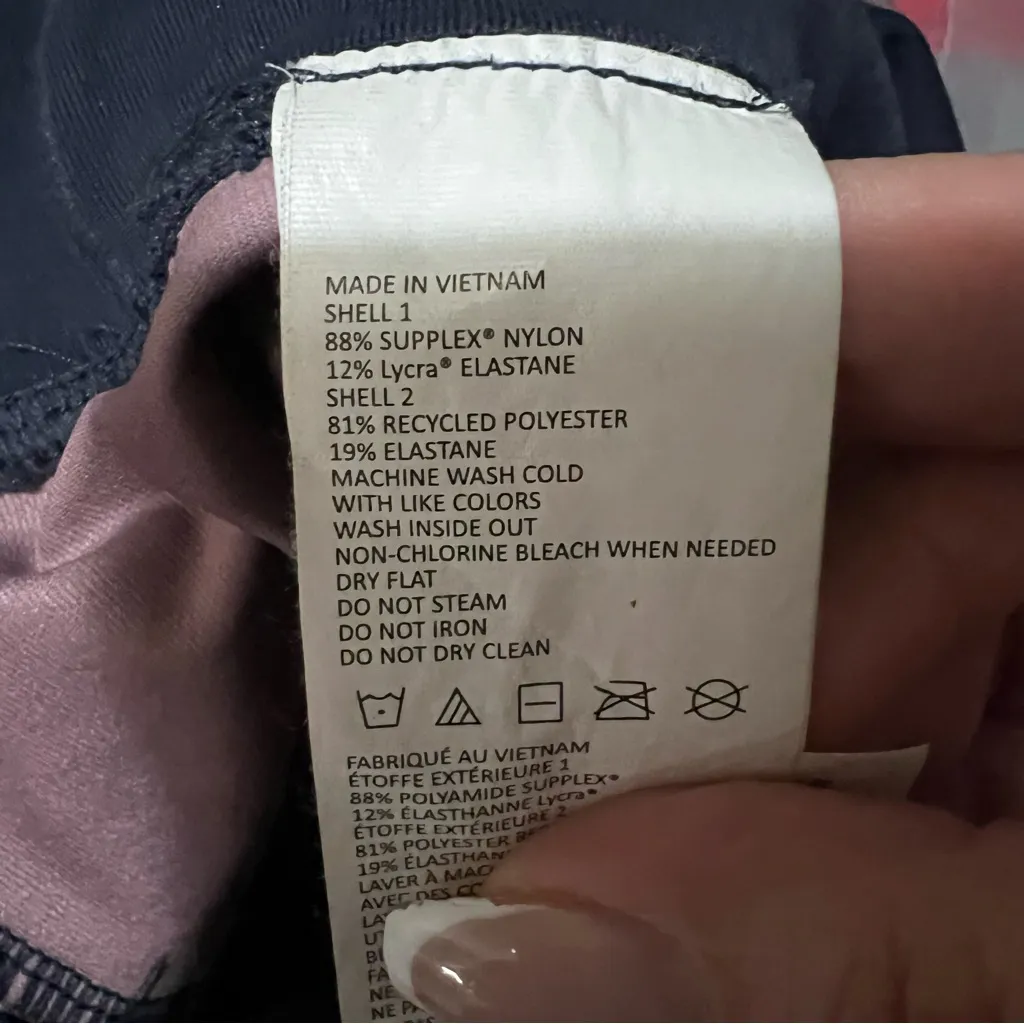 MADE IN VIETNAM
SHELL 1
88% SUPPLEX® NYLON
12% Lycra® ELASTANE
SHELL 2
81% RECYCLED POLYESTER
19% ELASTANE
MACHINE WASH COLD
WITH LIKE COLORS
WASH INSIDE OUT
NON-CHLORINE BLEACH WHEN NEEDED
DRY FLAT
DO NOT STEAM
DO NOT IRON
DO NOT DRY CLEAN
FABRIQUÉ AU VIETNAM
ÉTOFFE EXTÉRIEURE 1
88% POLYAMIDE SUPPLEX®
12% ÉLASTHANNE Lycra®
ÉTOFFE EXTÉRIEURE 2
81% POLYESTER
19%
LAVER À
AVEC DES
NE